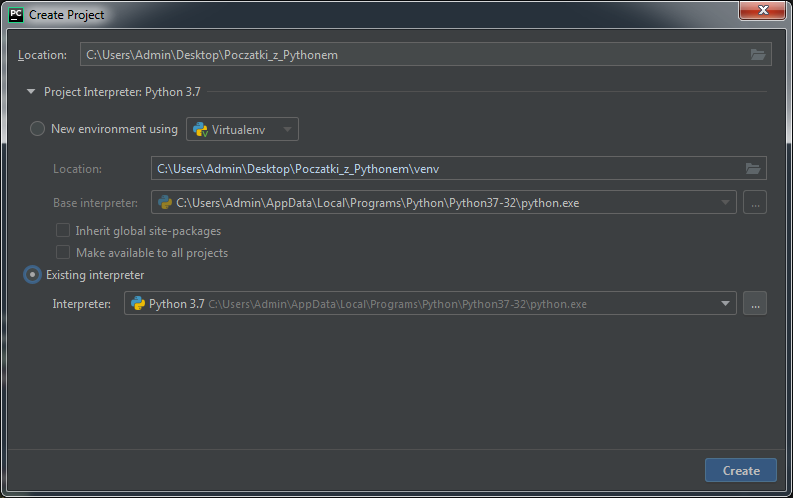 PC Create Project
Location: C:\Users\Admin\Desktop\Poczatki_z_Pythonem
Project Interpreter: Python 3.7
New environment using Virtualenv
Location: C:\Users\Admin\Desktop\Poczatki_z_Pythonem\venv
Base interpreter: C:\Users\Admin\AppData\Local\Programs\Python\Python37-32\python.exe ...
Inherit global site-packages
Make available to all projects
Existing interpreter
Interpreter: Python 3.7 C:\Users\Admin\AppData\Local\Programs\Python\Python37-32\python.exe ...
Create